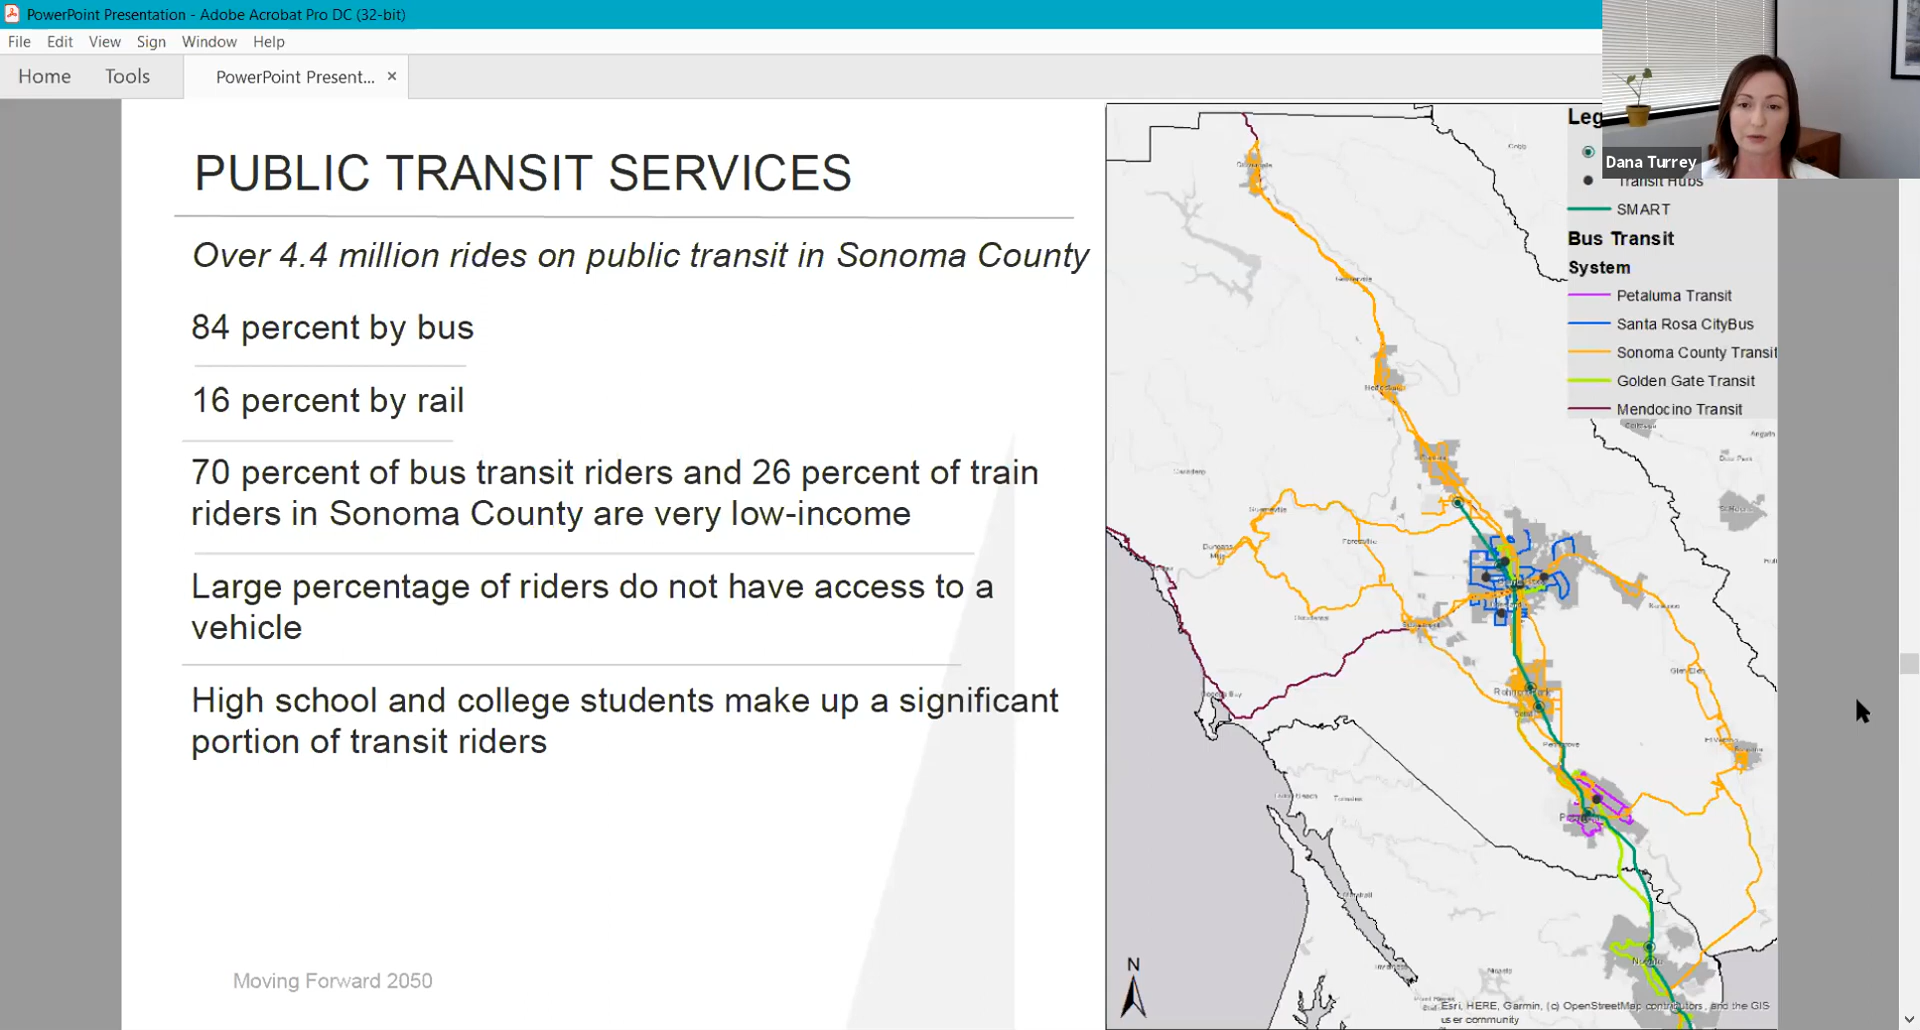 PowerPoint Presentation - Adobe Acrobat Pro DC (32-bit)
File Edit View Sign Window Help
Home Tools PowerPoint Present... ×
PUBLIC TRANSIT SERVICES
Over 4.4 million rides on public transit in Sonoma County
84 percent by bus
16 percent by rail
70 percent of bus transit riders and 26 percent of train
riders in Sonoma County are very low-income
Large percentage of riders do not have access to a
vehicle
High school and college students make up a significant
portion of transit riders
Moving Forward 2050
Dana Turrey
Leg
Transit Hubs
SMART
Bus Transit
System
Petaluma Transit
Santa Rosa CityBus
Sonoma County Transit
Golden Gate Transit
Mendocino Transit
Cobb
Forestville
Glen Ellen
N
Esri, HERE, Garmin, (c) OpenStreetMap contributors, and the GIS
user community